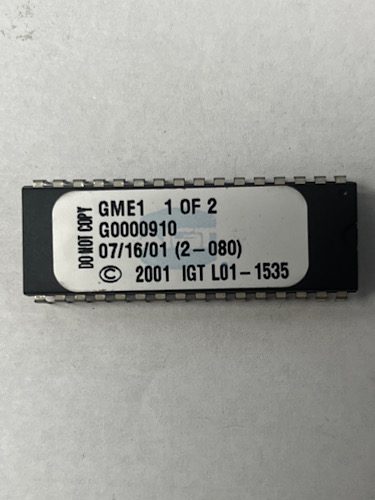 DO NOT COPY
GME1 1 OF 2
G0000910
07/16/01 (2-080)
© 2001 IGT L01-1535